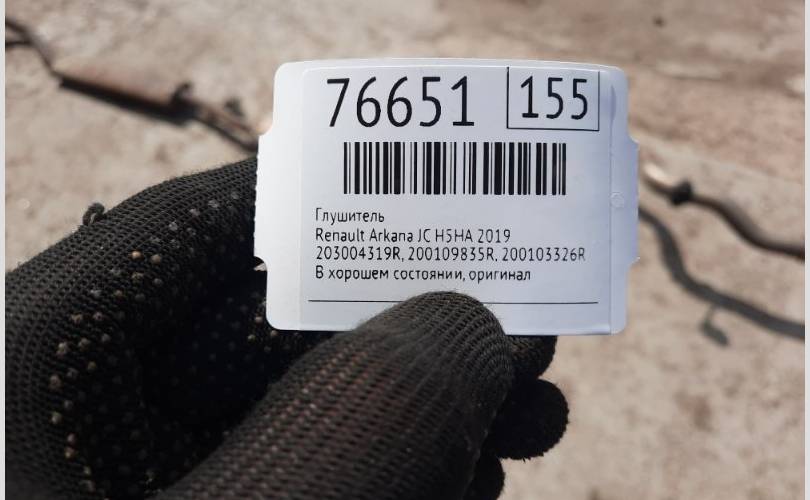 76651 155
Глушитель
Renault Arkana JC H5HA 2019
203004319R, 200109835R, 200103326R
В хорошем состоянии, оригинал